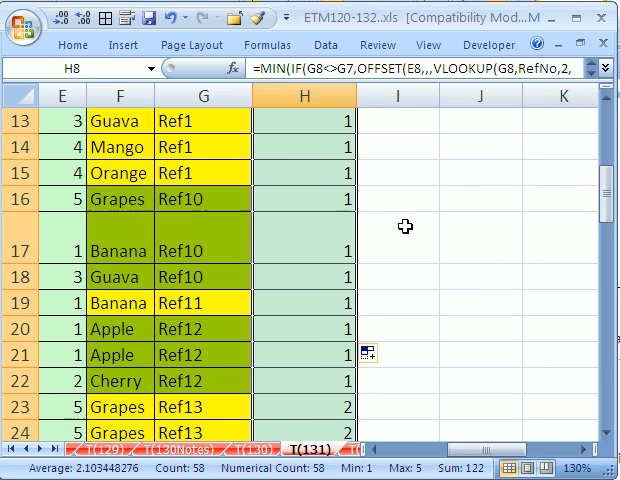 ETM120-132..xls [Compatibility Mod... M
Home Insert Page Layout Formulas Data Review View Developer
H8 fx =MIN(IF(G8<>G7,OFFSET(E8,,,VLOOKUP(G8,RefNo,2,
E F G H I J K
13 3 Guava Ref1 1
14 4 Mango Ref1 1
15 4 Orange Ref1 1
16 5 Grapes Ref10 1
17 1 Banana Ref10 1
18 3 Guava Ref10 1
19 1 Banana Ref11 1
20 1 Apple Ref12 1
21 1 Apple Ref12 1
22 2 Cherry Ref12 1
23 5 Grapes Ref13 2
24 5 Grapes Ref13 2
T(129) T(130Notes) T(130) T(131)
Average: 2.103448276 Count: 58 Numerical Count: 58 Min: 1 Max: 5 Sum: 122 130%